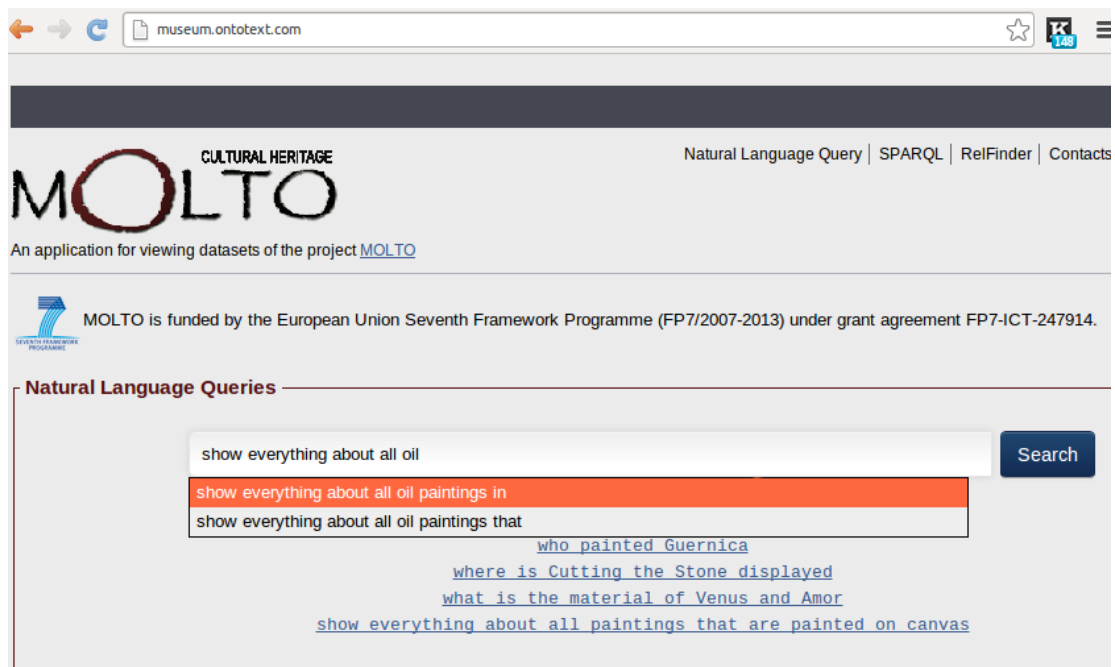 museum.ontotext.com
K
148
CULTURAL HERITAGE
MOLTO
Natural Language Query | SPARQL | RelFinder | Contacts
An application for viewing datasets of the project MOLTO
7
SEVENTH FRAMEWORK
PROGRAMME
MOLTO is funded by the European Union Seventh Framework Programme (FP7/2007-2013) under grant agreement FP7-ICT-247914.
Natural Language Queries
show everything about all oil
Search
show everything about all oil paintings in
show everything about all oil paintings that
who painted Guernica
where is Cutting the Stone displayed
what is the material of Venus and Amor
show everything about all paintings that are painted on canvas